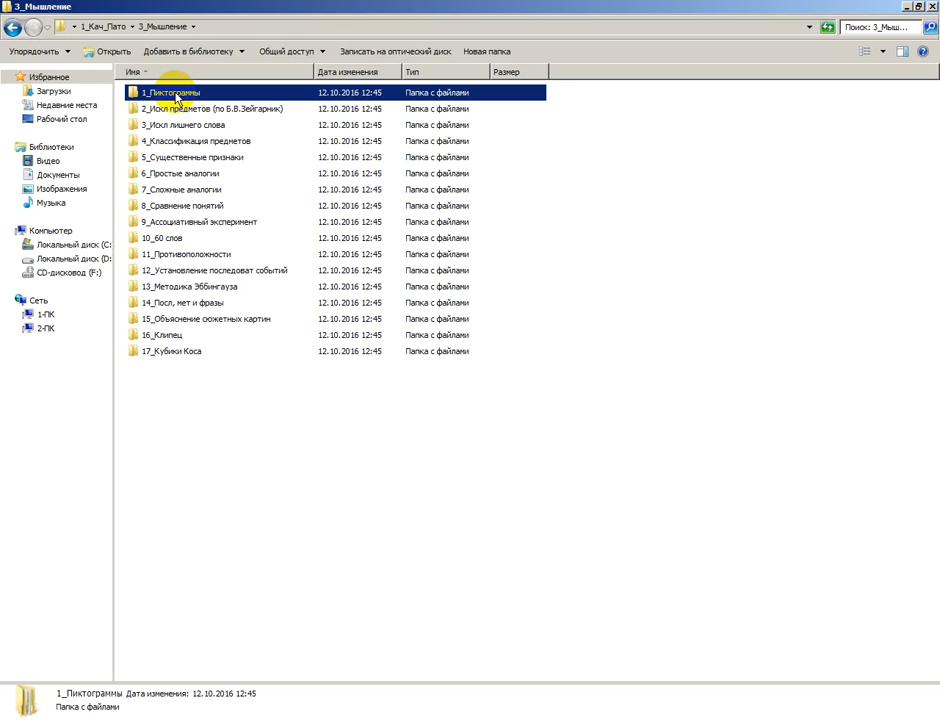 3_Мышление
1_Кач_Пато 3_Мышление Поиск: 3_Мыш...
Упорядочить Открыть Добавить в библиотеку Общий доступ Записать на оптический диск Новая папка
Избранное
Загрузки
Недавние места
Рабочий стол
Библиотеки
Видео
Документы
Изображения
Музыка
Компьютер
Локальный диск (C:
Локальный диск (D:
CD-дисковод (F:)
Сеть
1-ПК
2-ПК
Имя Дата изменения Тип Размер
1_Пиктограммы 12.10.2016 12:45 Папка с файлами
2_Искл предметов (по Б.В.Зейгарник) 12.10.2016 12:45 Папка с файлами
3_Искл лишнего слова 12.10.2016 12:45 Папка с файлами
4_Классификация предметов 12.10.2016 12:45 Папка с файлами
5_Существенные признаки 12.10.2016 12:45 Папка с файлами
6_Простые аналогии 12.10.2016 12:45 Папка с файлами
7_Сложные аналогии 12.10.2016 12:45 Папка с файлами
8_Сравнение понятий 12.10.2016 12:45 Папка с файлами
9_Ассоциативный эксперимент 12.10.2016 12:45 Папка с файлами
10_60 слов 12.10.2016 12:45 Папка с файлами
11_Противоположности 12.10.2016 12:45 Папка с файлами
12_Установление последоват событий 12.10.2016 12:45 Папка с файлами
13_Методика Эббингауза 12.10.2016 12:45 Папка с файлами
14_Посл, мет и фразы 12.10.2016 12:45 Папка с файлами
15_Объяснение сюжетных картин 12.10.2016 12:45 Папка с файлами
16_Клипец 12.10.2016 12:45 Папка с файлами
17_Кубики Коса 12.10.2016 12:45 Папка с файлами
1_Пиктограммы Дата изменения: 12.10.2016 12:45
Папка с файлами